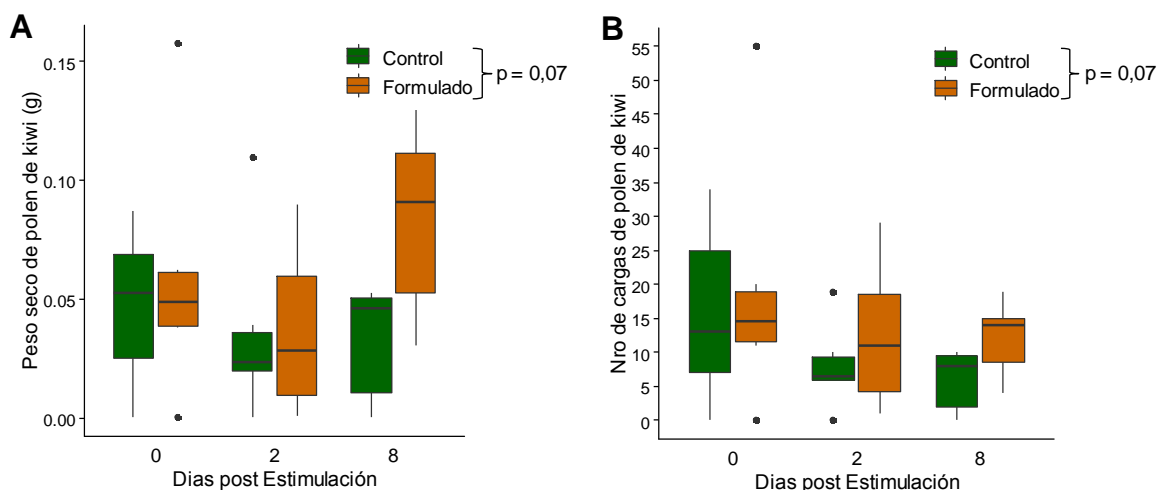 A
Peso seco de polen de kiwi (g)
0.15
0.10
0.05
0.00
Control
Formulado
p = 0,07
0
2
8
Dias post Estimulación
B
Nro de cargas de polen de kiwi
55
50
45
40
35
30
25
20
15
10
5
0
Control
Formulado
p = 0,07
0
2
8
Dias post Estimulación